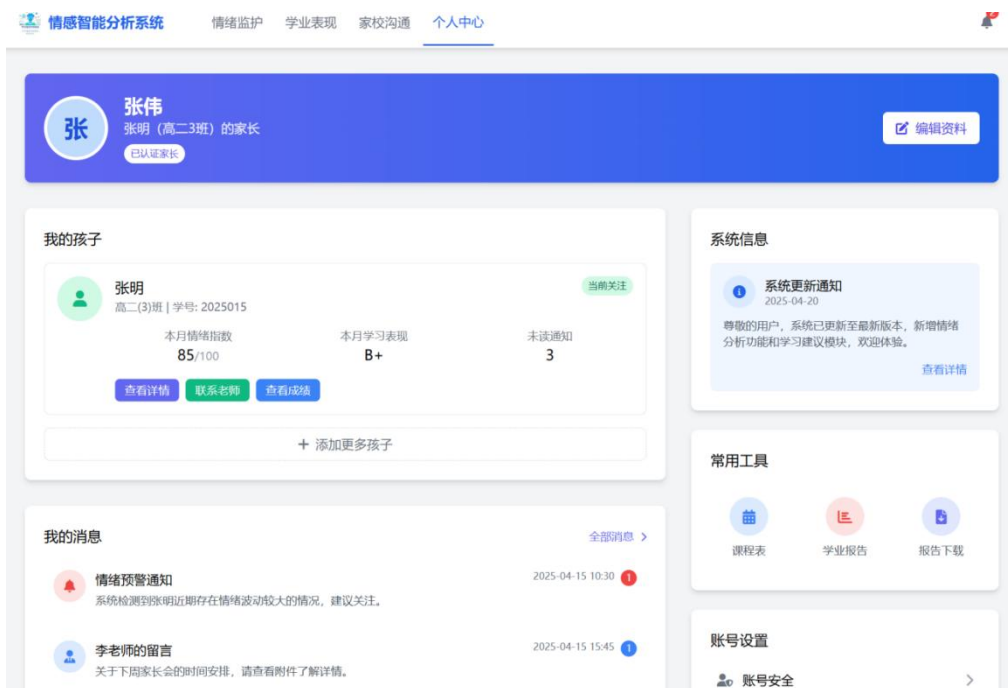 情感智能分析系统
情绪监护
学业表现
家校沟通
个人中心
张
张伟
张明（高二3班）的家长
已认证家长
编辑资料
我的孩子
张明
高二(3)班 | 学号: 2025015
当前关注
本月情绪指数
85/100
本月学习表现
B+
未读通知
3
查看详情
联系老师
查看成绩
+ 添加更多孩子
我的消息
全部消息 >
情绪预警通知
2025-04-15 10:30
1
系统检测到张明近期存在情绪波动较大的情况，建议关注。
李老师的留言
2025-04-15 15:45
1
关于下周家长会的时间安排，请查看附件了解详情。
系统信息
系统更新通知
2025-04-20
尊敬的用户，系统已更新至最新版本，新增情绪
分析功能和学习建议模块，欢迎体验。
查看详情
常用工具
课程表
学业报告
报告下载
账号设置
账号安全